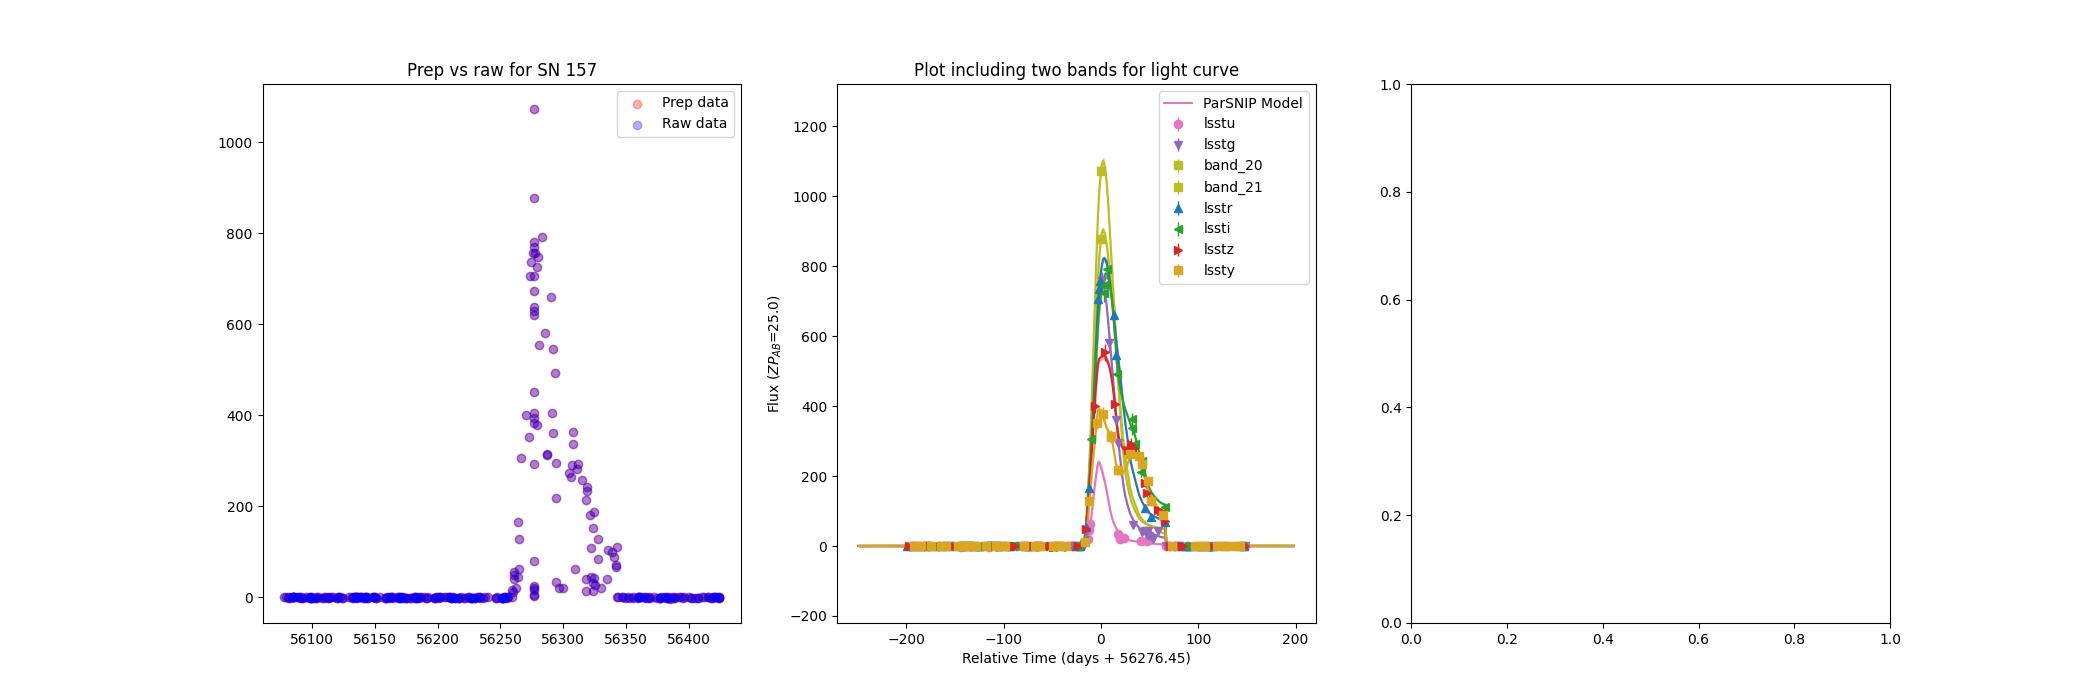 Prep vs raw for SN 157
Prep data
Raw data
1000
800
600
400
200
0
56100 56150 56200 56250 56300 56350 56400
Plot including two bands for light curve
ParSNIP Model
lsstu
lsstg
band_20
band_21
lsstr
lssti
lsstz
lssty
Flux (ZP_AB=25.0)
1200
1000
800
600
400
200
0
−200
−200 −100 0 100 200
Relative Time (days + 56276.45)
1.0
0.8
0.6
0.4
0.2
0.0
0.0 0.2 0.4 0.6 0.8 1.0